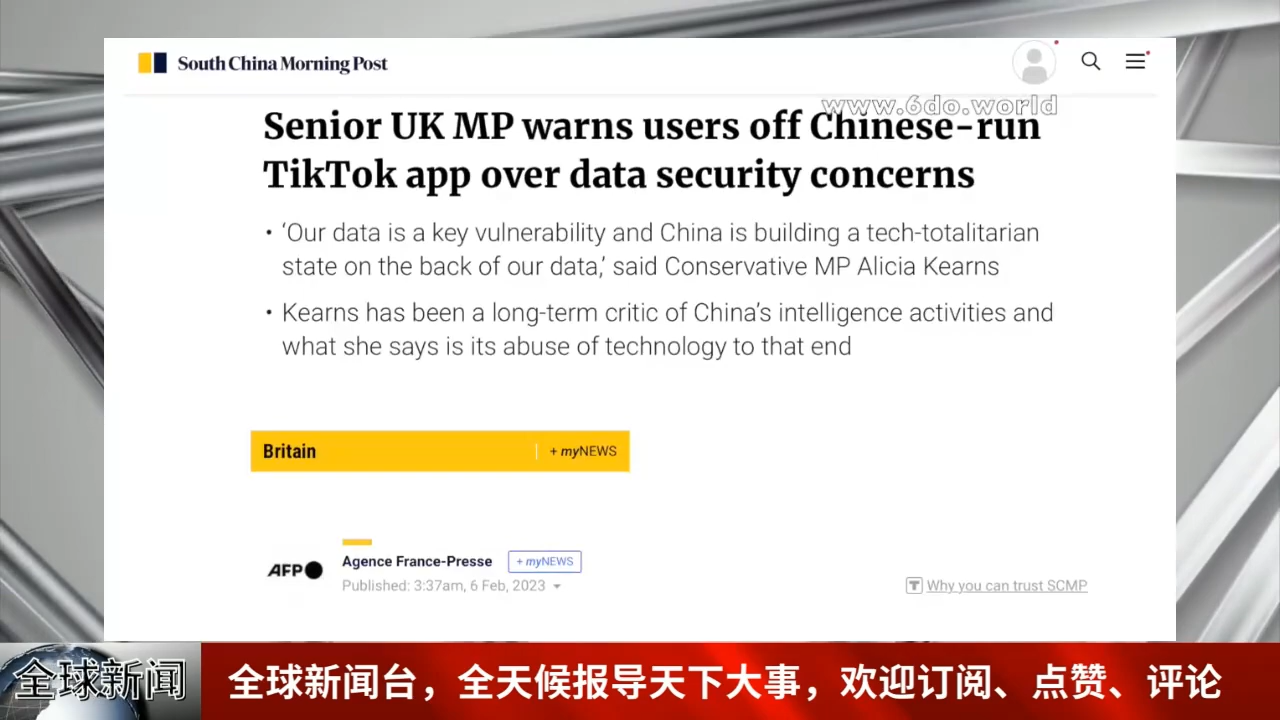 South China Morning Post
www.6do.world
Senior UK MP warns users off Chinese-run
TikTok app over data security concerns
• ‘Our data is a key vulnerability and China is building a tech-totalitarian
state on the back of our data,’ said Conservative MP Alicia Kearns
• Kearns has been a long-term critic of China’s intelligence activities and
what she says is its abuse of technology to that end
Britain + myNEWS
AFP Agence France-Presse + myNEWS
Published: 3:37am, 6 Feb, 2023
T Why you can trust SCMP
全球新闻 全球新闻台，全天候报导天下大事，欢迎订阅、点赞、评论